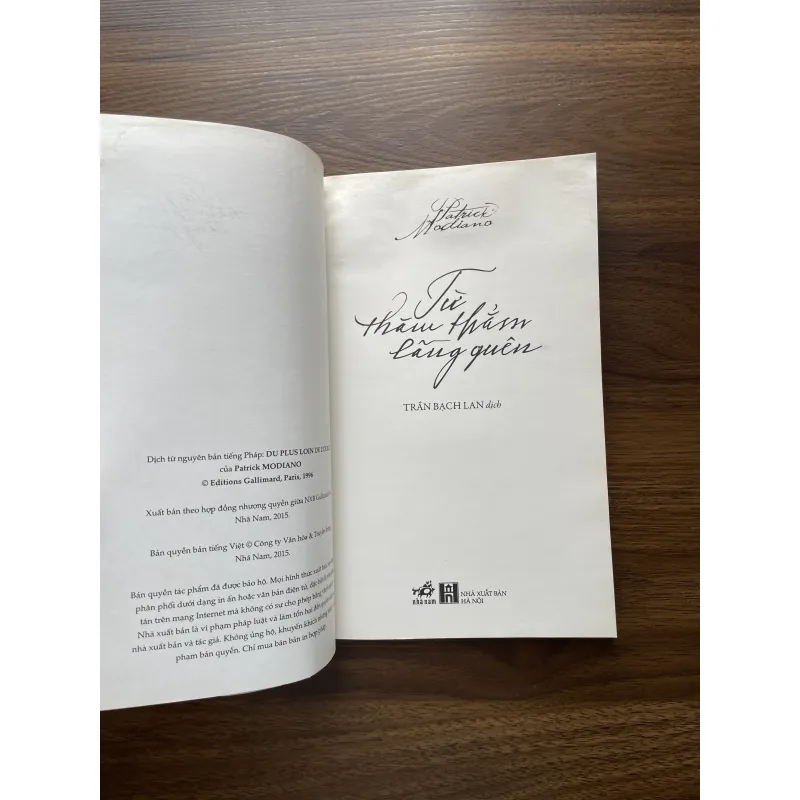 Dịch từ nguyên bản tiếng Pháp: DU PLUS LOIN DE
của Patrick MODIANO
© Editions Gallimard, Paris, 1996
Xuất bản theo hợp đồng nhượng quyền giữa NXB
Nhã Nam, 2015.
Bản quyền bản tiếng Việt © Công ty Văn hóa &
Nhã Nam, 2015.
Bản quyền tác phẩm đã được bảo hộ. Mọi hình thức xuất bản
phân phối dưới dạng in ấn hoặc văn bản điện tử, đặc biệt
tán trên mạng Internet mà không có sự cho phép bằng văn
Nhà xuất bản là vi phạm pháp luật và làm tổn hại đến quyền
nhà xuất bản và tác giả. Không ủng hộ, khuyến khích những
phạm bản quyền. Chỉ mua bán bản in hợp pháp.
Patrick
Modiano
Từ
thăm thẳm
lãng quên
TRẦN BẠCH LAN dịch
nhã nam
NHÀ XUẤT BẢN
HÀ NỘI